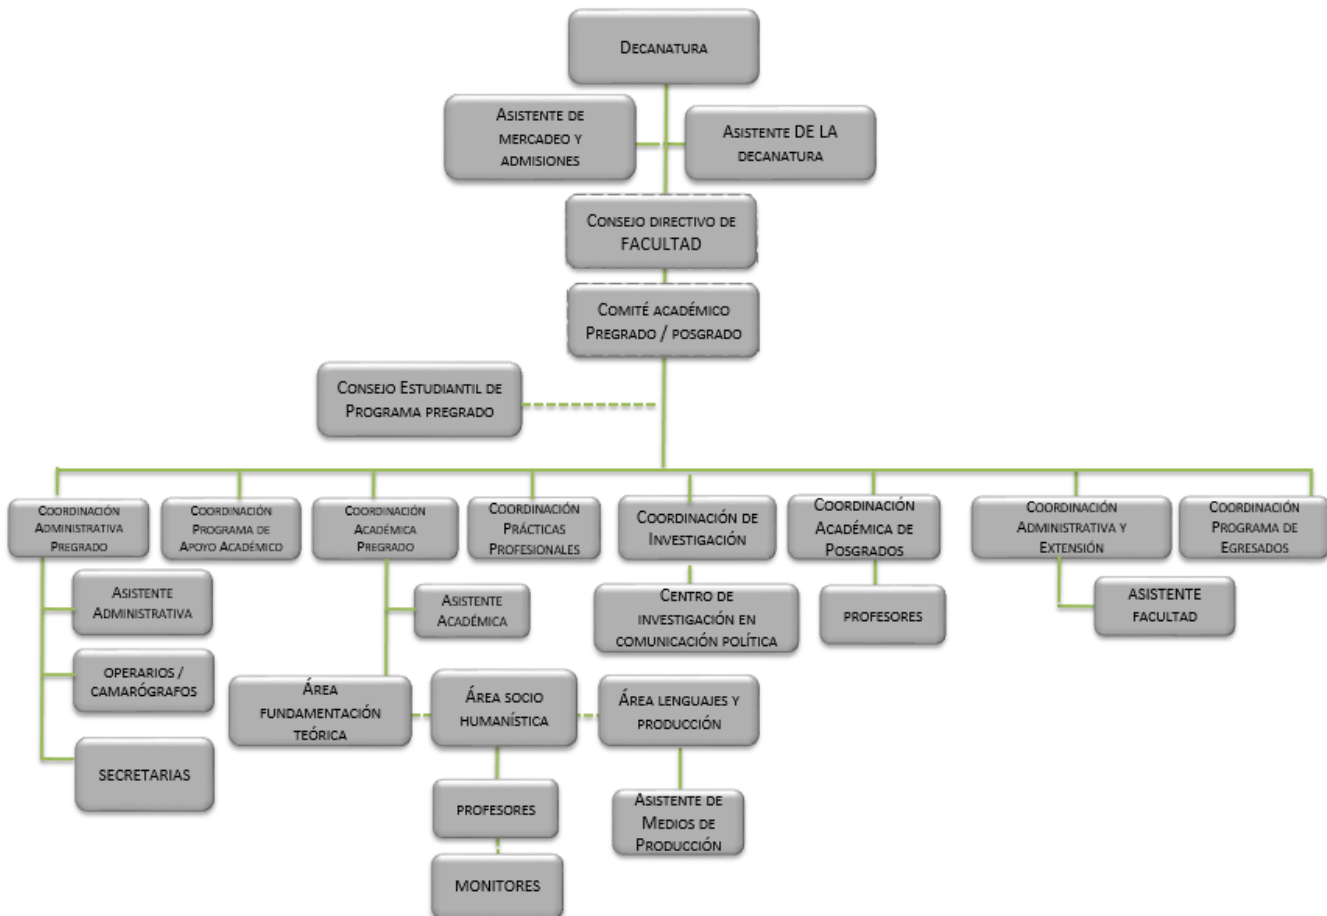 DECANATURA
ASISTENTE DE
MERCADEO Y
ADMISIONES
ASISTENTE DE LA
DECANATURA
CONSEJO DIRECTIVO DE
FACULTAD
COMITÉ ACADÉMICO
PREGRADO / POSGRADO
CONSEJO ESTUDIANTIL DE
PROGRAMA PREGRADO
COORDINACIÓN
ADMINISTRATIVA
PREGRADO
COORDINACIÓN
PROGRAMA DE
APOYO ACADÉMICO
COORDINACIÓN
ACADÉMICA
PREGRADO
COORDINACIÓN
PRÁCTICAS
PROFESIONALES
COORDINACIÓN DE
INVESTIGACIÓN
COORDINACIÓN
ACADÉMICA DE
POSGRADOS
COORDINACIÓN
ADMINISTRATIVA Y
EXTENSIÓN
COORDINACIÓN
PROGRAMA DE
EGRESADOS
ASISTENTE
ADMINISTRATIVA
ASISTENTE
ACADÉMICA
CENTRO DE
INVESTIGACIÓN EN
COMUNICACIÓN POLÍTICA
PROFESORES
ASISTENTE
FACULTAD
OPERARIOS /
CAMARÓGRAFOS
ÁREA
FUNDAMENTACIÓN
TEÓRICA
ÁREA SOCIO
HUMANÍSTICA
ÁREA LENGUAJES Y
PRODUCCIÓN
SECRETARIAS
PROFESORES
ASISTENTE DE
MEDIOS DE
PRODUCCIÓN
MONITORES